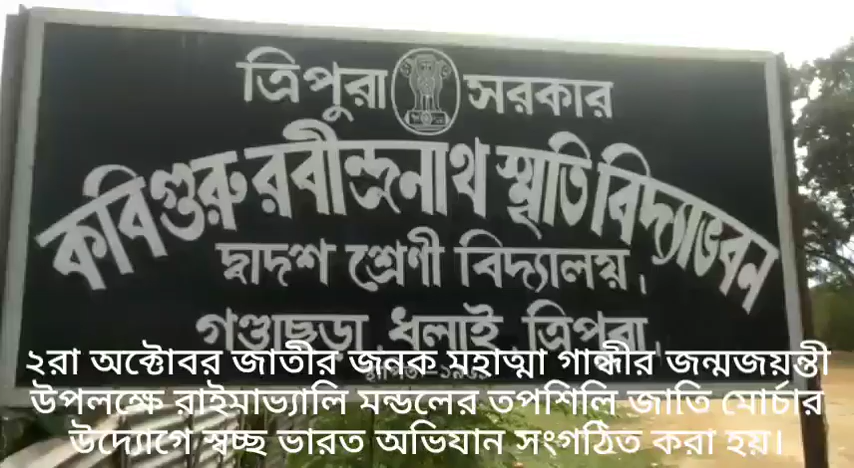 ত্রিপুরা সরকার
কবিগুরু রবীন্দ্রনাথ স্মৃতি বিদ্যাভবন
দ্বাদশ শ্রেণী বিদ্যালয়।
গণ্ডাছড়া, ধলাই, ত্রিপুরা।
২রা অক্টোবর জাতীর জনক মহাত্মা গান্ধীর জন্মজয়ন্তী
উপলক্ষে রাইমাভ্যালি মন্ডলের তপশিলি জাতি মোর্চার
উদ্যোগে স্বচ্ছ ভারত অভিযান সংগঠিত করা হয়।